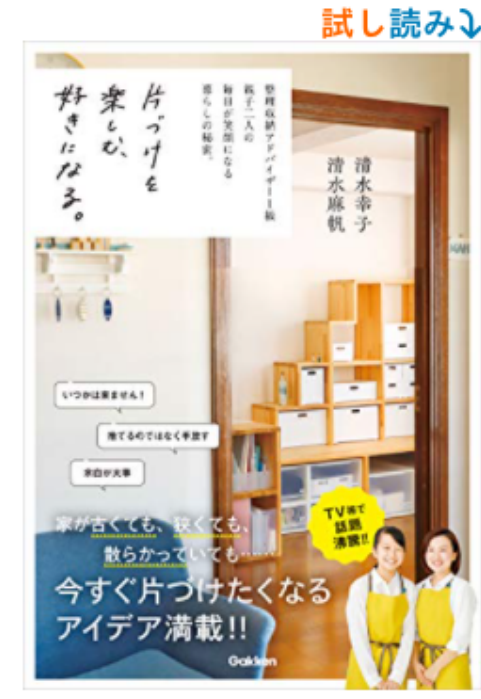 試し読み
片づけを
楽しむ、
好きになる。
整理収納アドバイザー1級
親子二人の
毎日が笑顔になる
暮らしの秘密。
清水幸子
清水麻帆
いつかは来ません！
捨てるのではなく手放す
余白が大事
家が古くても、狭くても、
散らかっていても……
今すぐ片づけたくなる
アイデア満載!!
TV等で
話題
沸騰!!
Gakken